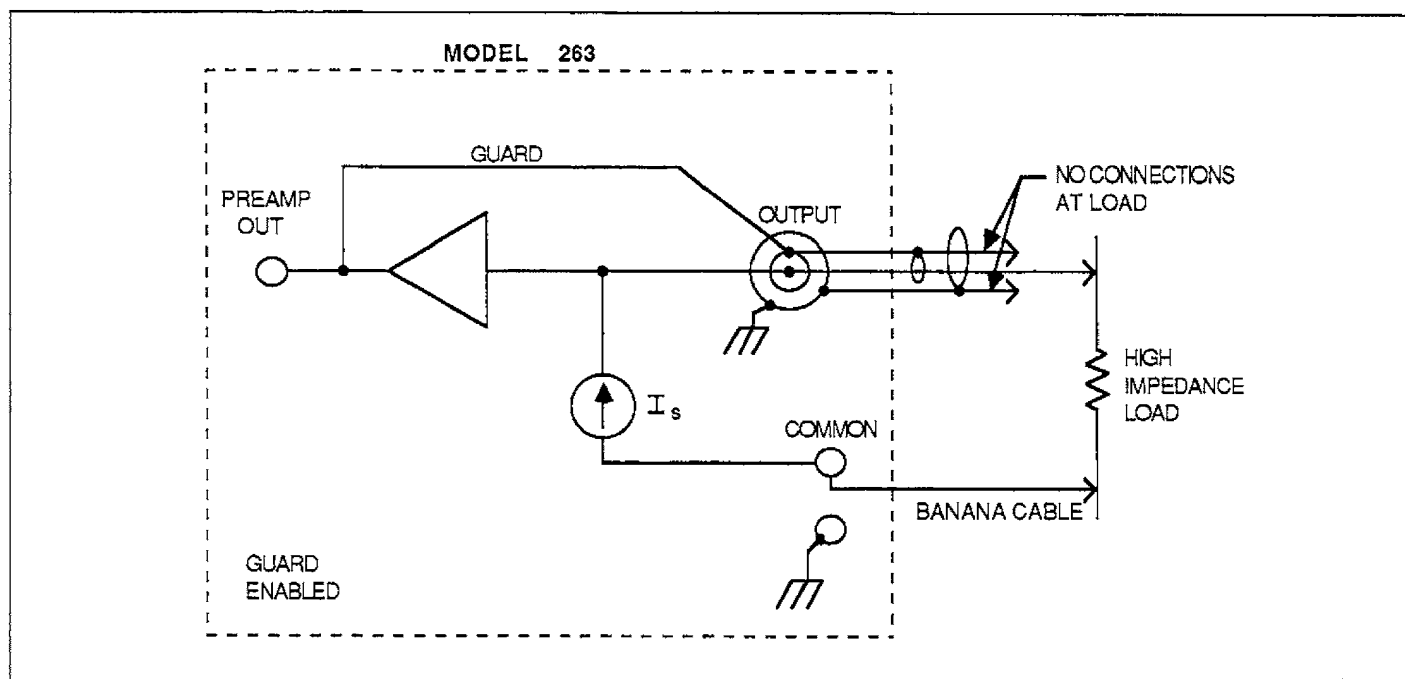 MODEL 263
GUARD
NO CONNECTIONS
AT LOAD
PREAMP
OUT
OUTPUT
HIGH
IMPEDANCE
LOAD
I s
COMMON
BANANA CABLE
GUARD
ENABLED